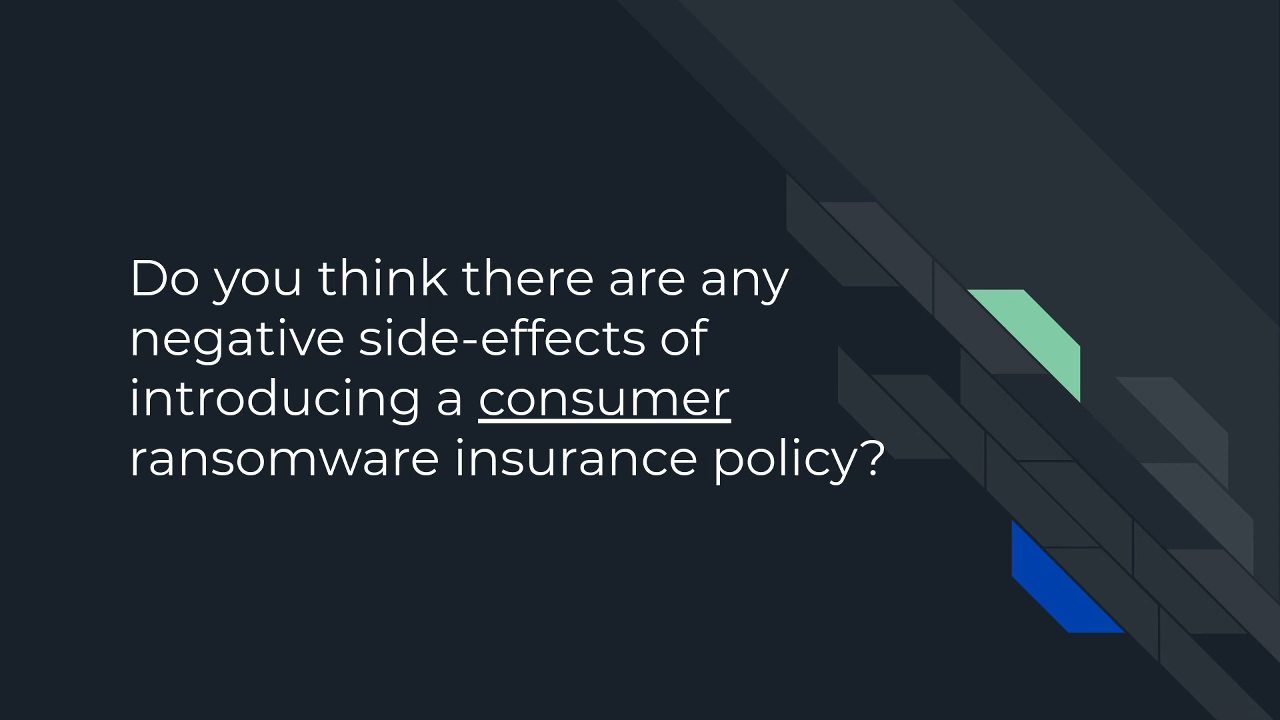 Do you think there are any
negative side-effects of
introducing a consumer
ransomware insurance policy?